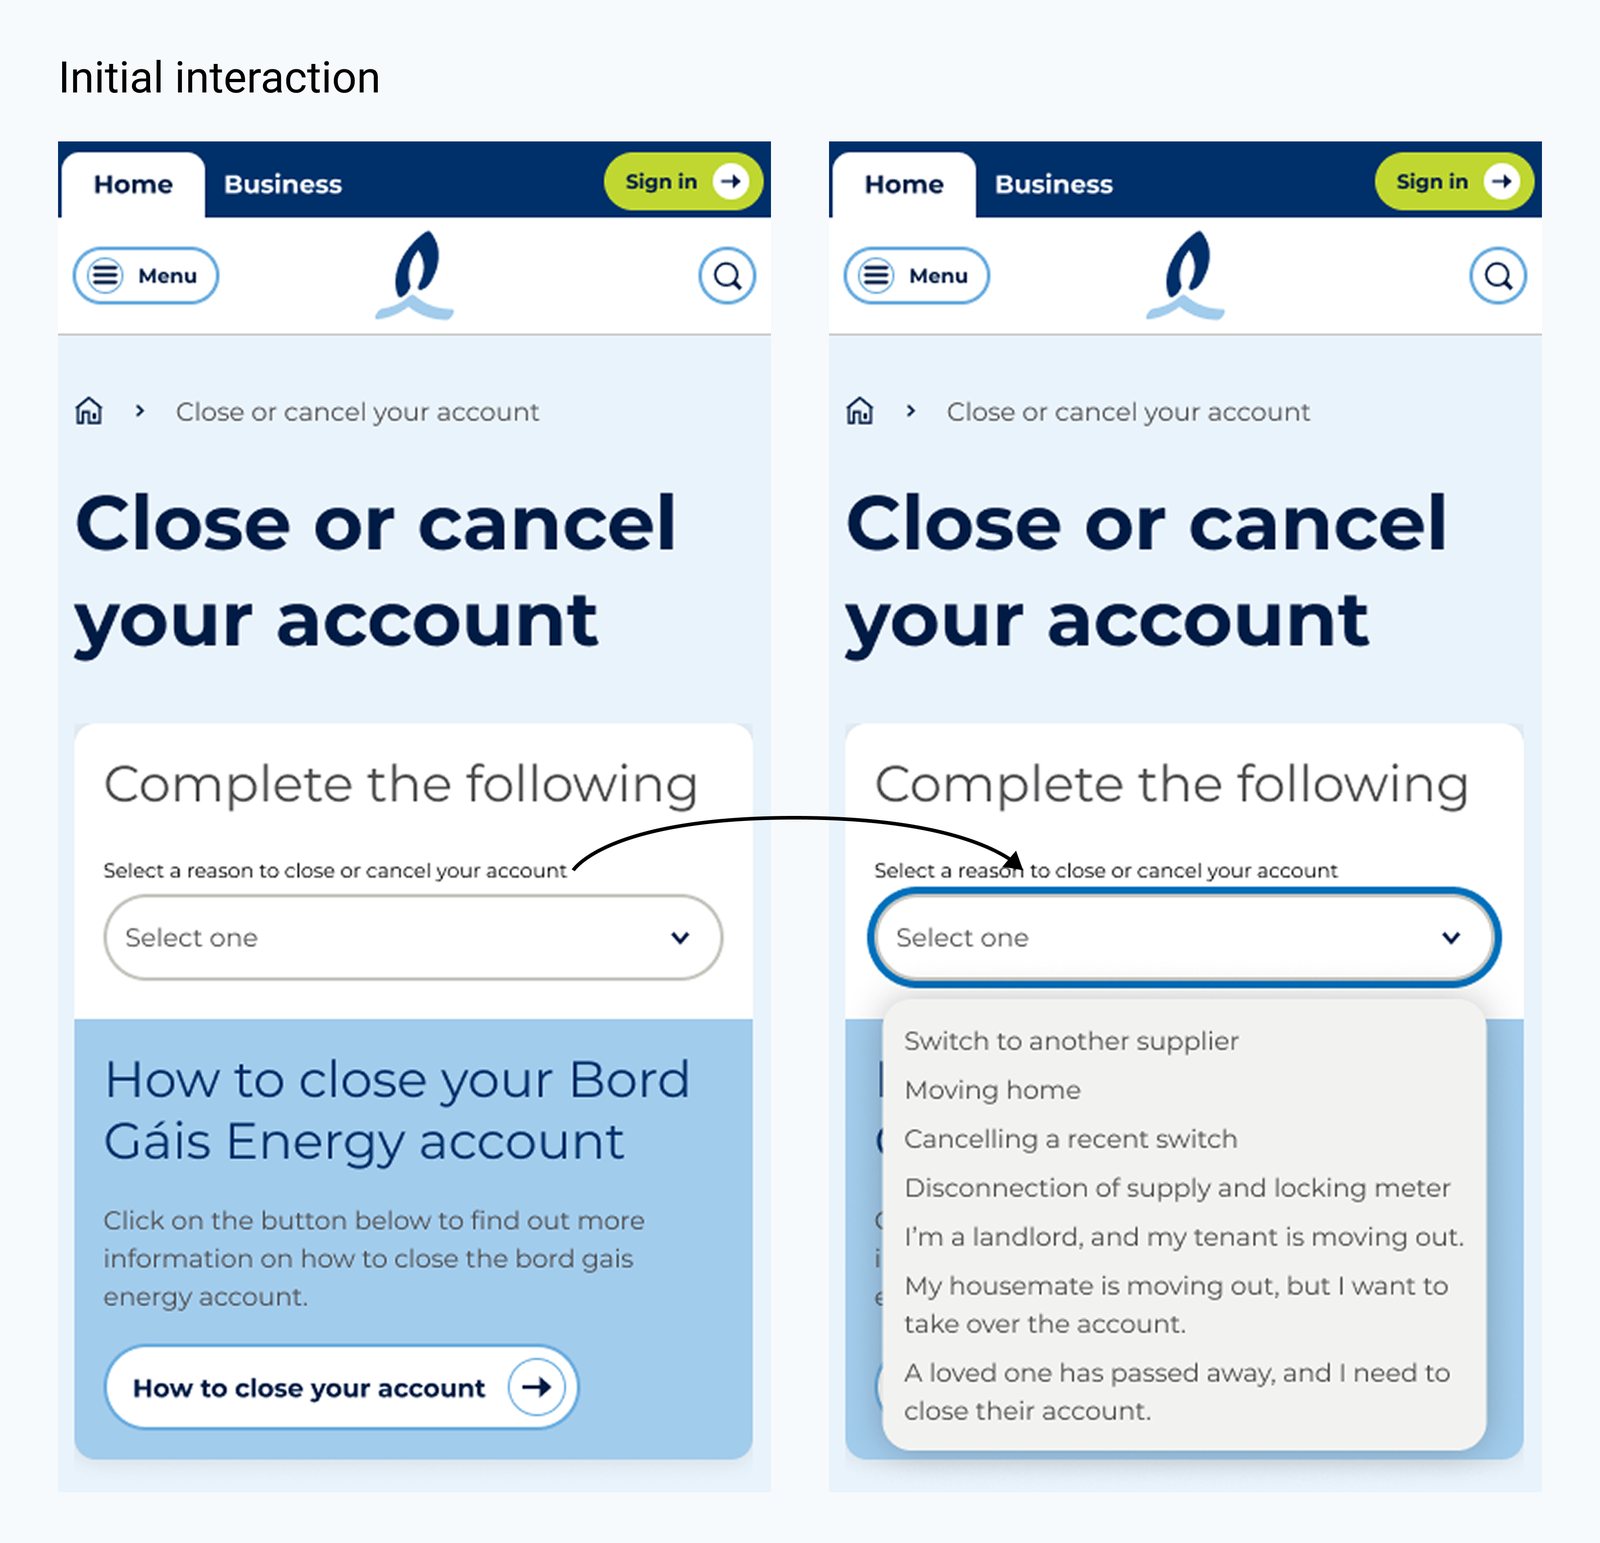 Initial interaction
Home
Business
Sign in
Menu
Close or cancel your account
Close or cancel
your account
Complete the following
Select a reason to close or cancel your account
Select one
How to close your Bord
Gáis Energy account
Click on the button below to find out more
information on how to close the bord gais
energy account.
How to close your account
Home
Business
Sign in
Menu
Close or cancel your account
Close or cancel
your account
Complete the following
Select a reason to close or cancel your account
Select one
Switch to another supplier
Moving home
Cancelling a recent switch
Disconnection of supply and locking meter
I’m a landlord, and my tenant is moving out.
My housemate is moving out, but I want to
take over the account.
A loved one has passed away, and I need to
close their account.